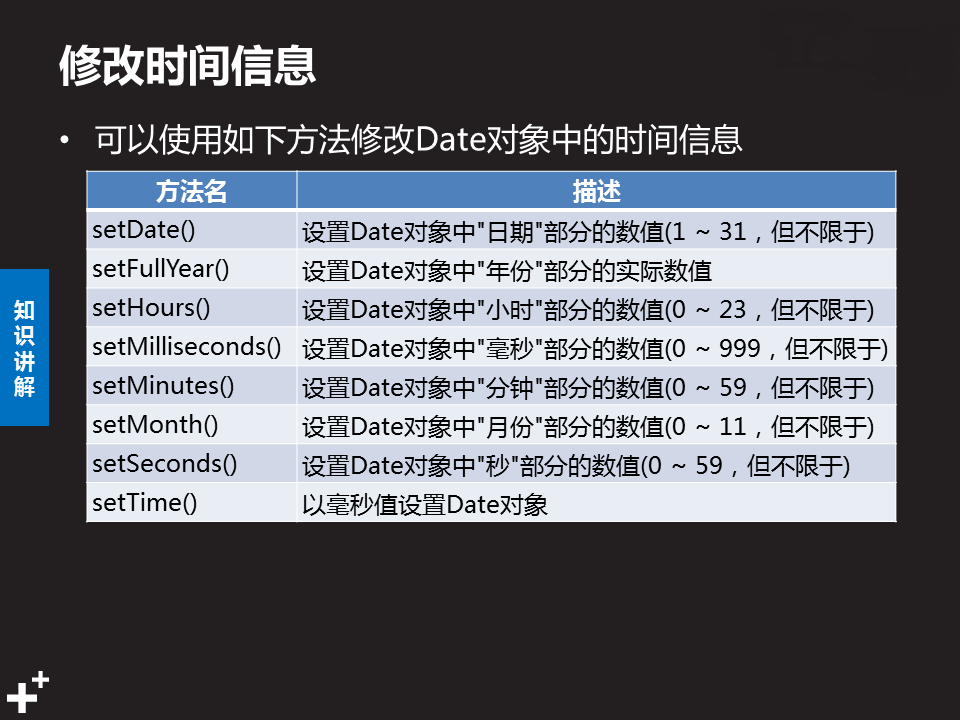 修改时间信息
• 可以使用如下方法修改Date对象中的时间信息
方法名 描述
setDate() 设置Date对象中"日期"部分的数值(1 ~ 31，但不限于)
setFullYear() 设置Date对象中"年份"部分的实际数值
setHours() 设置Date对象中"小时"部分的数值(0 ~ 23，但不限于)
setMilliseconds() 设置Date对象中"毫秒"部分的数值(0 ~ 999，但不限于)
setMinutes() 设置Date对象中"分钟"部分的数值(0 ~ 59，但不限于)
setMonth() 设置Date对象中"月份"部分的数值(0 ~ 11，但不限于)
setSeconds() 设置Date对象中"秒"部分的数值(0 ~ 59，但不限于)
setTime() 以毫秒值设置Date对象
知
识
讲
解